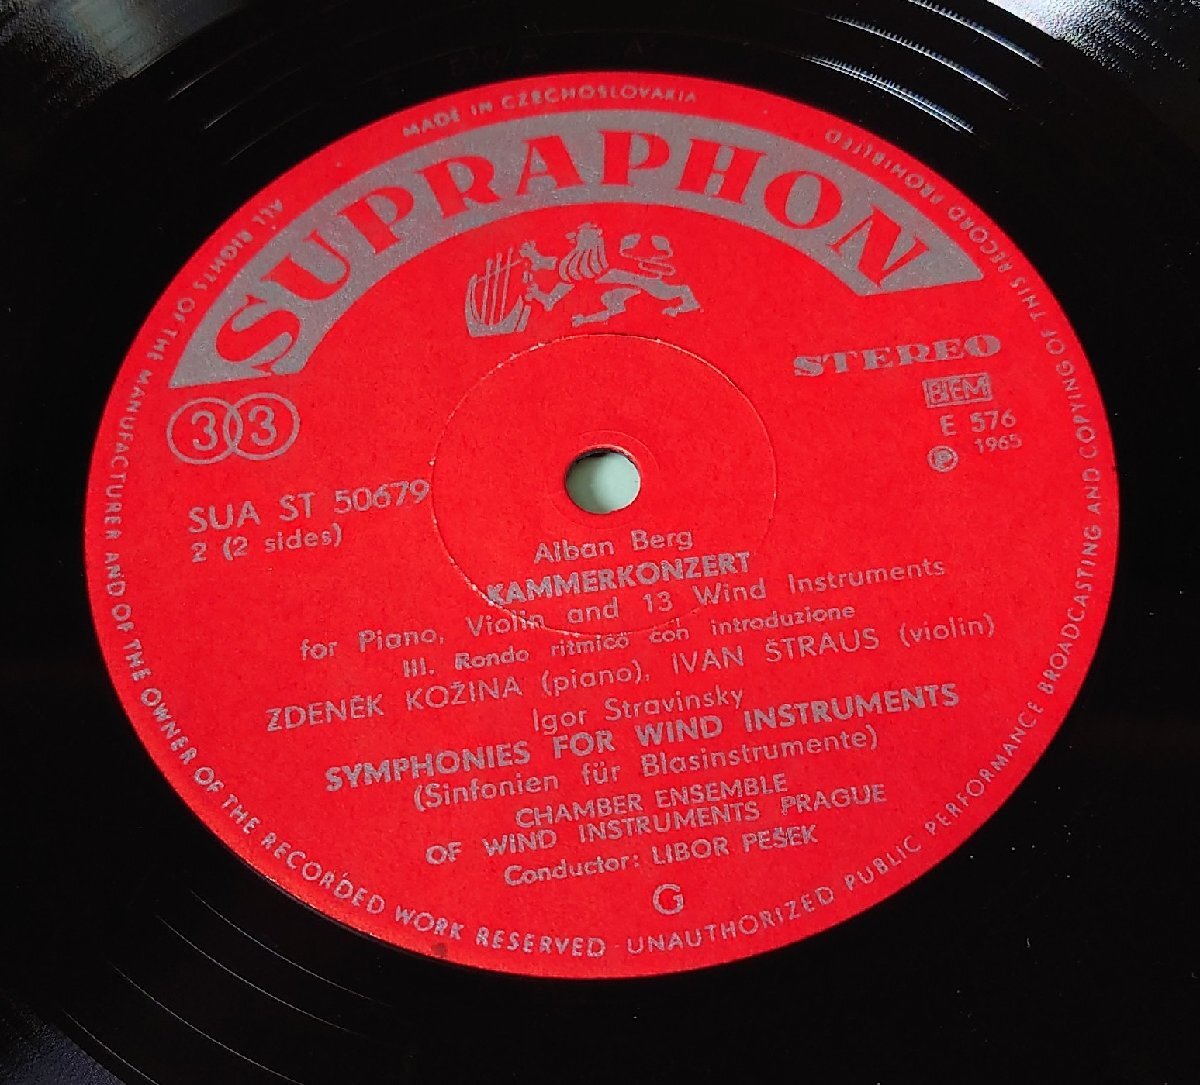 MADE IN CZECHOSLOVAKIA
ALL RIGHTS OF THE MANUFACTURER AND OF THE OWNER OF THE RECORDED WORK RESERVED · UNAUTHORIZED PUBLIC PERFORMANCE BROADCASTING AND COPYING OF THIS RECORD PROHIBITED
SUPRAPHON
STEREO
33
BIEM
E 576
℗ 1965
SUA ST 50679
2 (2 sides)
Alban Berg
KAMMERKONZERT
for Piano, Violin and 13 Wind Instruments
III. Rondo ritmico con introduzione
ZDENĚK KOŽINA (piano), IVAN ŠTRAUS (violin)
Igor Stravinsky
SYMPHONIES FOR WIND INSTRUMENTS
(Sinfonien für Blasinstrumente)
CHAMBER ENSEMBLE
OF WIND INSTRUMENTS PRAGUE
Conductor: LIBOR PEŠEK
G